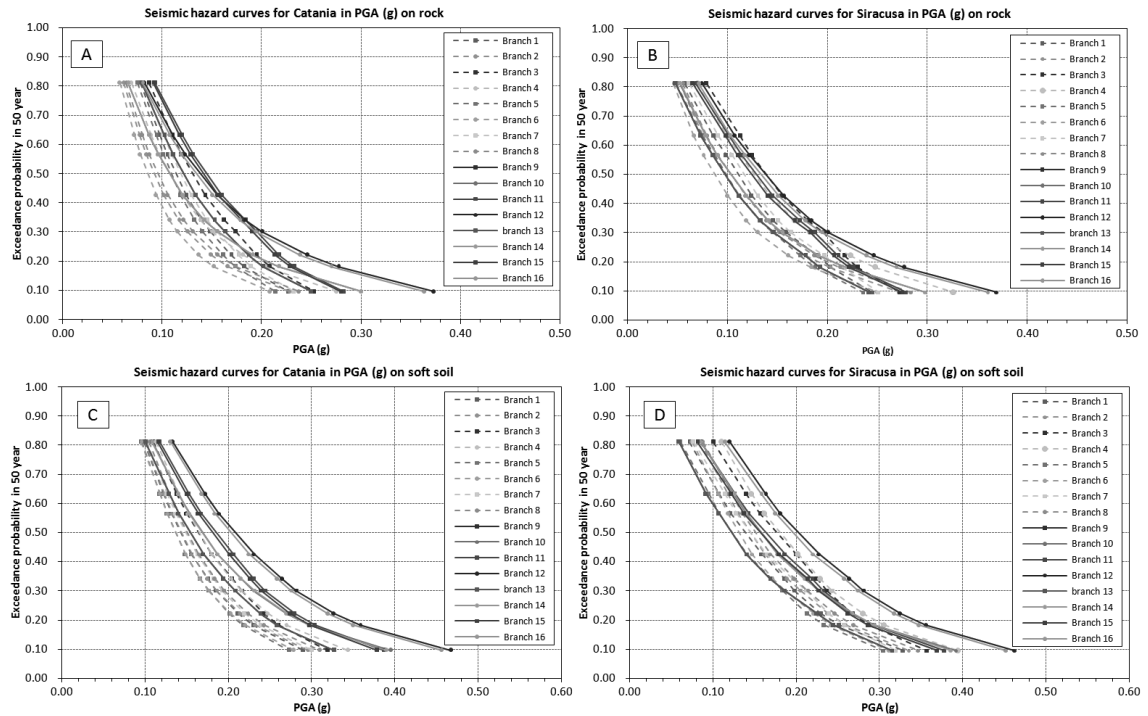 Seismic hazard curves for Catania in PGA (g) on rock
A
Exceedance probability in 50 year
1.00
0.90
0.80
0.70
0.60
0.50
0.40
0.30
0.20
0.10
0.00
0.00 0.10 0.20 0.30 0.40 0.50
PGA (g)
Branch 1
Branch 2
Branch 3
Branch 4
Branch 5
Branch 6
Branch 7
Branch 8
Branch 9
Branch 10
Branch 11
Branch 12
branch 13
Branch 14
Branch 15
Branch 16
Seismic hazard curves for Siracusa in PGA (g) on rock
B
Exceedance probability in 50 year
1.00
0.90
0.80
0.70
0.60
0.50
0.40
0.30
0.20
0.10
0.00
0.00 0.10 0.20 0.30 0.40 0.50
PGA (g)
Branch 1
Branch 2
Branch 3
Branch 4
Branch 5
Branch 6
Branch 7
Branch 8
Branch 9
Branch 10
Branch 11
Branch 12
branch 13
Branch 14
Branch 15
Branch 16
Seismic hazard curves for Catania in PGA (g) on soft soil
C
Exceedance probability in 50 year
1.00
0.90
0.80
0.70
0.60
0.50
0.40
0.30
0.20
0.10
0.00
0.00 0.10 0.20 0.30 0.40 0.50 0.60
PGA (g)
Branch 1
Branch 2
Branch 3
Branch 4
Branch 5
Branch 6
Branch 7
Branch 8
Branch 9
Branch 10
Branch 11
Branch 12
branch 13
Branch 14
Branch 15
Branch 16
Seismic hazard curves for Siracusa in PGA (g) on soft soil
D
Exceedance probability in 50 year
1.00
0.90
0.80
0.70
0.60
0.50
0.40
0.30
0.20
0.10
0.00
0.00 0.10 0.20 0.30 0.40 0.50 0.60
PGA (g)
Branch 1
Branch 2
Branch 3
Branch 4
Branch 5
Branch 6
Branch 7
Branch 8
Branch 9
Branch 10
Branch 11
Branch 12
branch 13
Branch 14
Branch 15
Branch 16